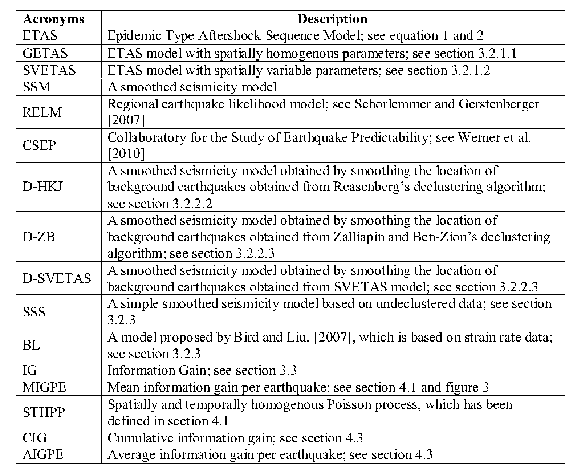 Acronyms Description
ETAS Epidemic Type Aftershock Sequence Model; see equation 1 and 2
GETAS ETAS model with spatially homogenous parameters; see section 3.2.1.1
SVETAS ETAS model with spatially variable parameters; see section 3.2.1.2
SSM A smoothed seismicity model
RELM Regional earthquake likelihood model; see Schorlemmer and Gerstenberger
[2007]
CSEP Collaboratory for the Study of Earthquake Predictability; see Werner et al.
[2010]
D-HKJ A smoothed seismicity model obtained by smoothing the location of
background earthquakes obtained from Reasenberg's declustering algorithm;
see section 3.2.2.2
D-ZB A smoothed seismicity model obtained by smoothing the location of
background earthquakes obtained from Zalliapin and Ben-Zion's declustering
algorithm; see section 3.2.2.3
D-SVETAS A smoothed seismicity model obtained by smoothing the location of
background earthquakes obtained from SVETAS model; see section 3.2.2.3
SSS A simple smoothed seismicity model based on undeclustered data; see section
3.2.3
BL A model proposed by Bird and Liu. [2007], which is based on strain rate data;
see section 3.2.3
IG Information Gain; see section 3.3
MIGPE Mean information gain per earthquake; see section 4.1 and figure 3
STHPP Spatially and temporally homogenous Poisson process, which has been
defined in section 4.1
CIG Cumulative information gain; see section 4.3
AIGPE Average information gain per earthquake; see section 4.3